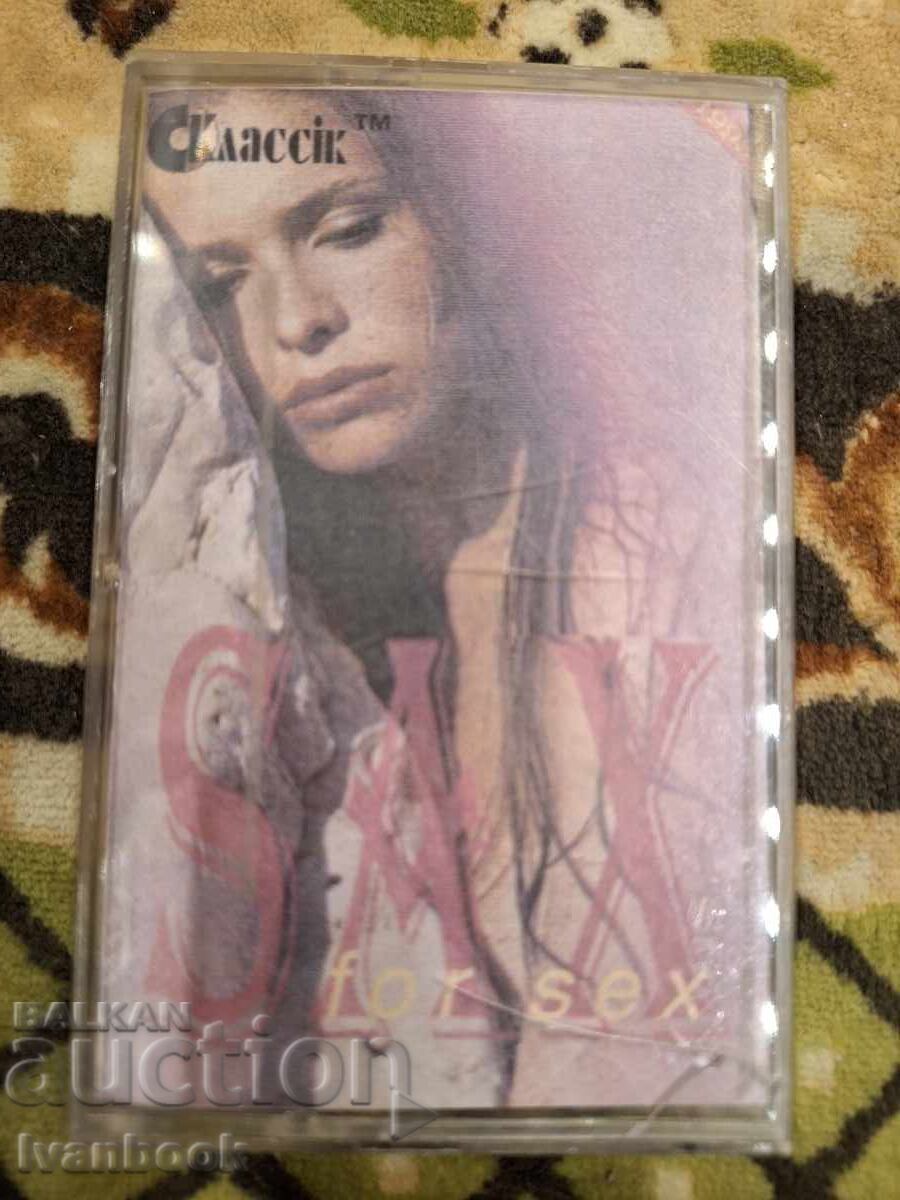 Классік™
SAX
for sex
BALKAN
auction
Ivanbook